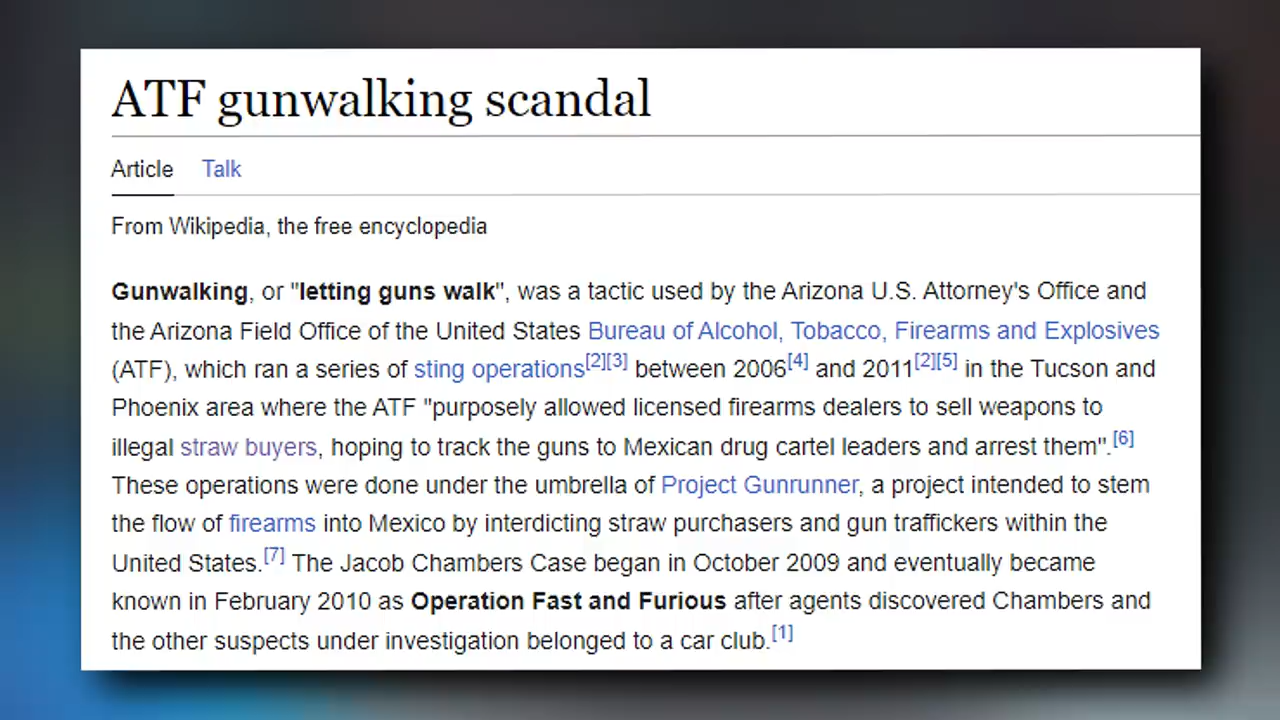 ATF gunwalking scandal
Article Talk
From Wikipedia, the free encyclopedia
Gunwalking, or "letting guns walk", was a tactic used by the Arizona U.S. Attorney's Office and
the Arizona Field Office of the United States Bureau of Alcohol, Tobacco, Firearms and Explosives
(ATF), which ran a series of sting operations[2][3] between 2006[4] and 2011[2][5] in the Tucson and
Phoenix area where the ATF "purposely allowed licensed firearms dealers to sell weapons to
illegal straw buyers, hoping to track the guns to Mexican drug cartel leaders and arrest them".[6]
These operations were done under the umbrella of Project Gunrunner, a project intended to stem
the flow of firearms into Mexico by interdicting straw purchasers and gun traffickers within the
United States.[7] The Jacob Chambers Case began in October 2009 and eventually became
known in February 2010 as Operation Fast and Furious after agents discovered Chambers and
the other suspects under investigation belonged to a car club.[1]